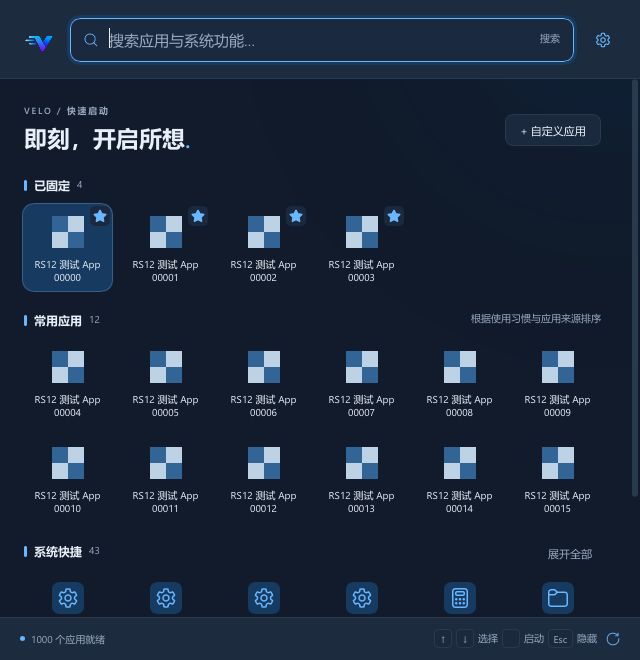 搜索应用与系统功能...
搜索
VELO / 快速启动
即刻，开启所想.
+ 自定义应用
已固定 4
RS12 测试 App 00000
RS12 测试 App 00001
RS12 测试 App 00002
RS12 测试 App 00003
常用应用 12
根据使用习惯与应用来源排序
RS12 测试 App 00004
RS12 测试 App 00005
RS12 测试 App 00006
RS12 测试 App 00007
RS12 测试 App 00008
RS12 测试 App 00009
RS12 测试 App 00010
RS12 测试 App 00011
RS12 测试 App 00012
RS12 测试 App 00013
RS12 测试 App 00014
RS12 测试 App 00015
系统快捷 43
展开全部
1000 个应用就绪
↑ ↓ 选择 启动 Esc 隐藏